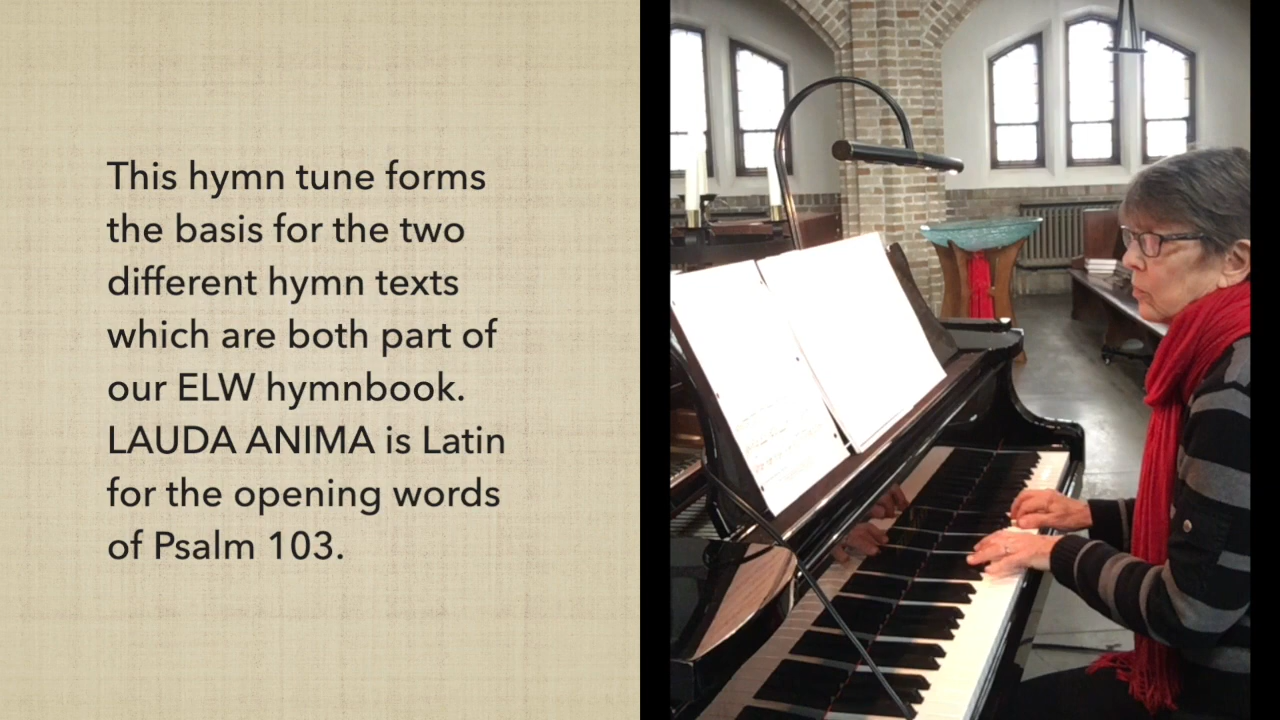 This hymn tune forms
the basis for the two
different hymn texts
which are both part of
our ELW hymnbook.
LAUDA ANIMA is Latin
for the opening words
of Psalm 103.